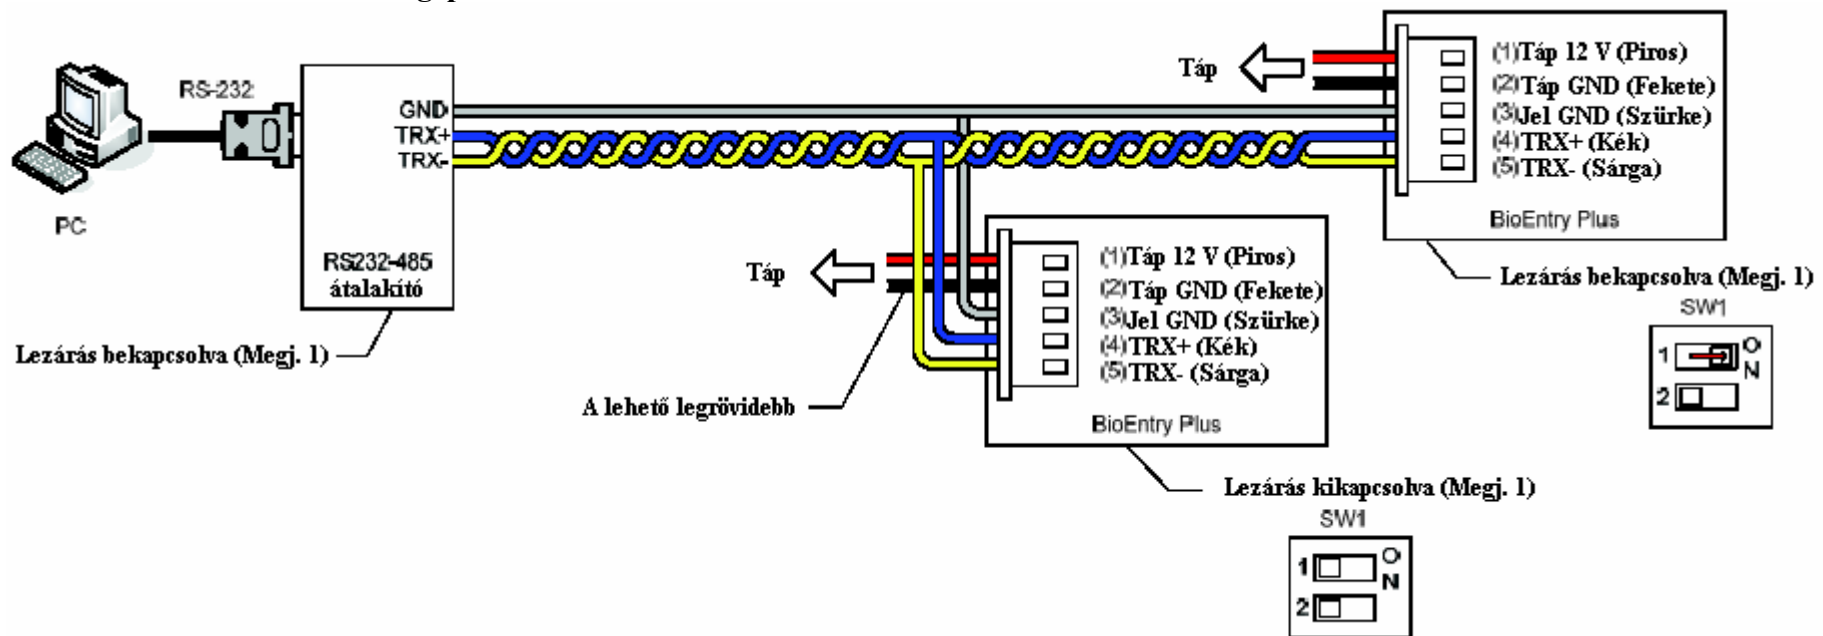 RS-232
PC
GND
TRX+
TRX-
RS232-485
átalakító
Lezárás bekapcsolva (Megj. 1)
Táp
(1)Táp 12 V (Piros)
(2)Táp GND (Fekete)
(3)Jel GND (Szürke)
(4)TRX+ (Kék)
(5)TRX- (Sárga)
BioEntry Plus
Lezárás bekapcsolva (Megj. 1)
SW1
1
2
ON
Táp
A lehető legrövidebb
(1)Táp 12 V (Piros)
(2)Táp GND (Fekete)
(3)Jel GND (Szürke)
(4)TRX+ (Kék)
(5)TRX- (Sárga)
BioEntry Plus
Lezárás kikapcsolva (Megj. 1)
SW1
1
2
ON